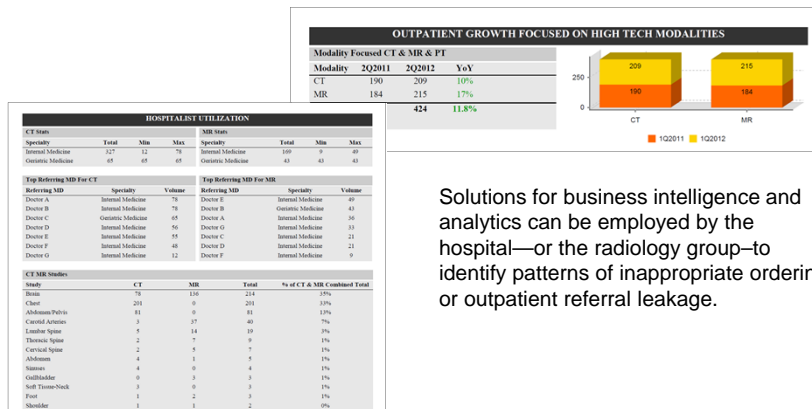 OUTPATIENT GROWTH FOCUSED ON HIGH TECH MODALITIES
Modality Focused CT & MR & PT
Modality 2Q2011 2Q2012 YoY
CT 190 209 10%
MR 184 215 17%
424 11.8%
209 215
250
190 184
0
CT MR
1Q2011 1Q2012
HOSPITALIST UTILIZATION
CT Stats MR Stats
Specialty Total Min Max Specialty Total Min Max
Internal Medicine 327 12 78 Internal Medicine 169 9 49
Geriatric Medicine 65 65 65 Geriatric Medicine 43 43 43
Top Referring MD For CT Top Referring MD For MR
Referring MD Specialty Volume Referring MD Specialty Volume
Doctor A Internal Medicine 78 Doctor E Internal Medicine 49
Doctor B Internal Medicine 78 Doctor B Geriatric Medicine 43
Doctor C Geriatric Medicine 65 Doctor A Internal Medicine 36
Doctor D Internal Medicine 56 Doctor G Internal Medicine 33
Doctor E Internal Medicine 55 Doctor C Internal Medicine 21
Doctor F Internal Medicine 48 Doctor D Internal Medicine 21
Doctor G Internal Medicine 12 Doctor F Internal Medicine 9
CT MR Studies
Study CT MR Total % of CT & MR Combined Total
Brain 78 136 214 35%
Chest 201 0 201 33%
Abdomen/Pelvis 81 0 81 13%
Carotid Arteries 3 37 40 7%
Lumbar Spine 5 14 19 3%
Thoracic Spine 2 7 9 1%
Cervical Spine 2 5 7 1%
Abdomen 4 1 5 1%
Sinuses 4 0 4 1%
Gallbladder 0 3 3 1%
Soft Tissue-Neck 3 0 3 1%
Foot 1 2 3 1%
Shoulder 1 1 2 0%
Solutions for business intelligence and
analytics can be employed by the
hospital—or the radiology group–to
identify patterns of inappropriate orderin
or outpatient referral leakage.